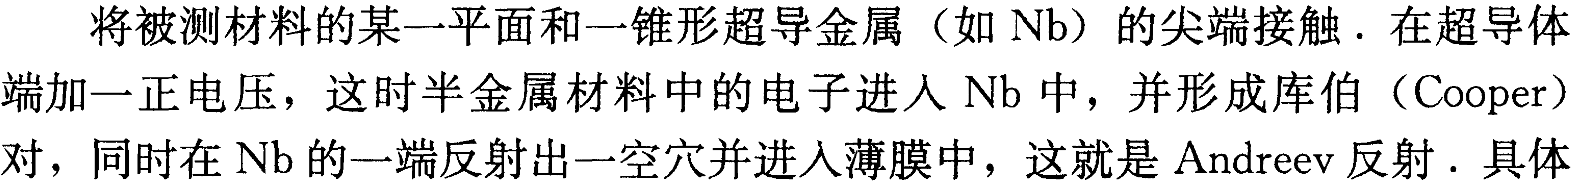 将被测材料的某一平面和一锥形超导金属（如 Nb）的尖端接触．在超导体
端加一正电压，这时半金属材料中的电子进入 Nb 中，并形成库伯（Cooper）
对，同时在 Nb 的一端反射出一空穴并进入薄膜中，这就是 Andreev 反射．具体